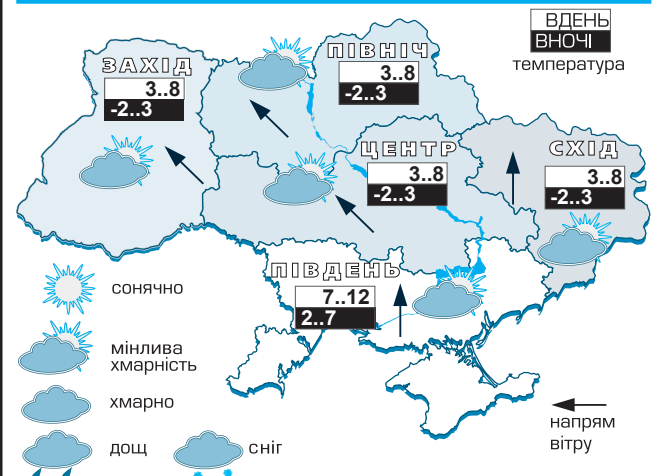 ВДЕНЬ
ВНОЧІ
температура
ЗАХІД
3..8
-2..3
ПІВНІЧ
3..8
-2..3
ЦЕНТР
3..8
-2..3
СХІД
3..8
-2..3
ПІВДЕНЬ
7..12
2..7
сонячно
мінлива
хмарність
хмарно
дощ
сніг
напрям
вітру